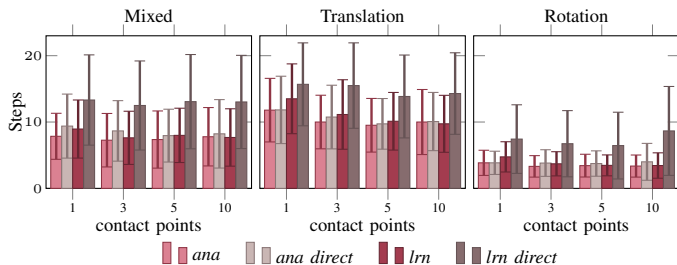 Mixed Translation Rotation
20
10
0
Steps
1 3 5 10 1 3 5 10 1 3 5 10
contact points contact points contact points
ana ana direct lrn lrn direct